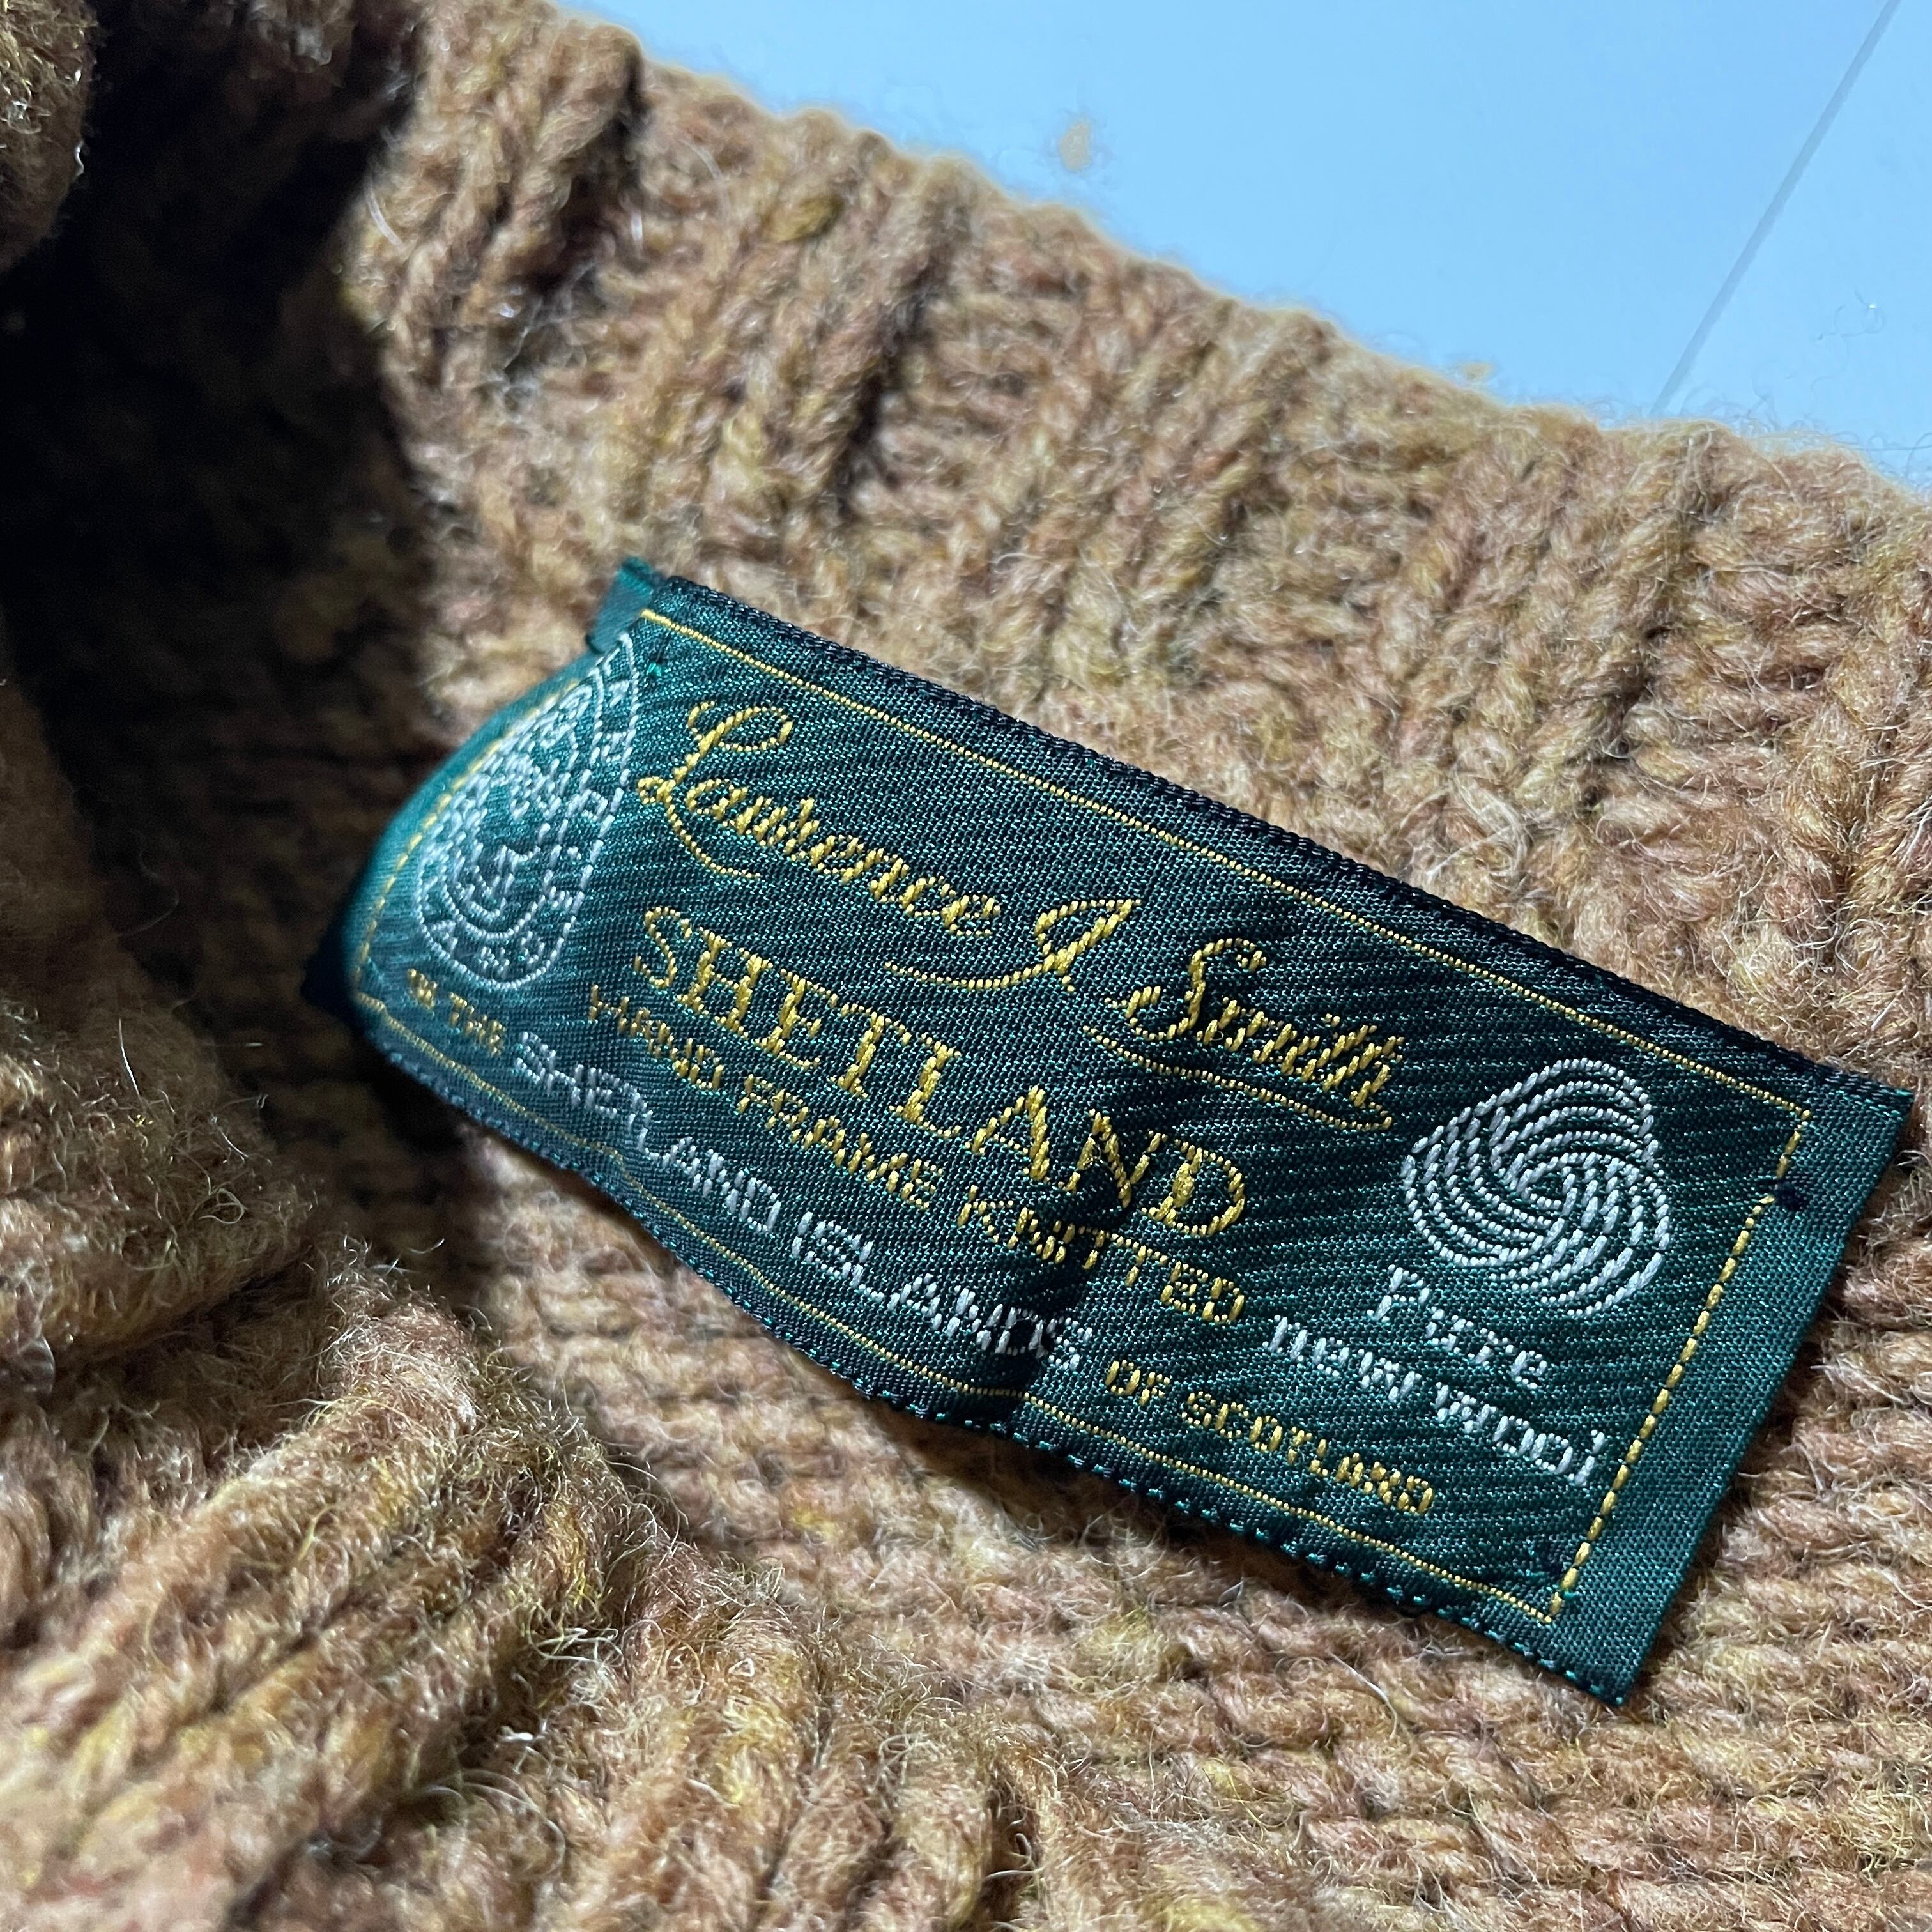 Laurence J Smith
SHETLAND
HAND FRAME KNITTED
IN THE SHETLAND ISLANDS OF SCOTLAND
Pure
new wool